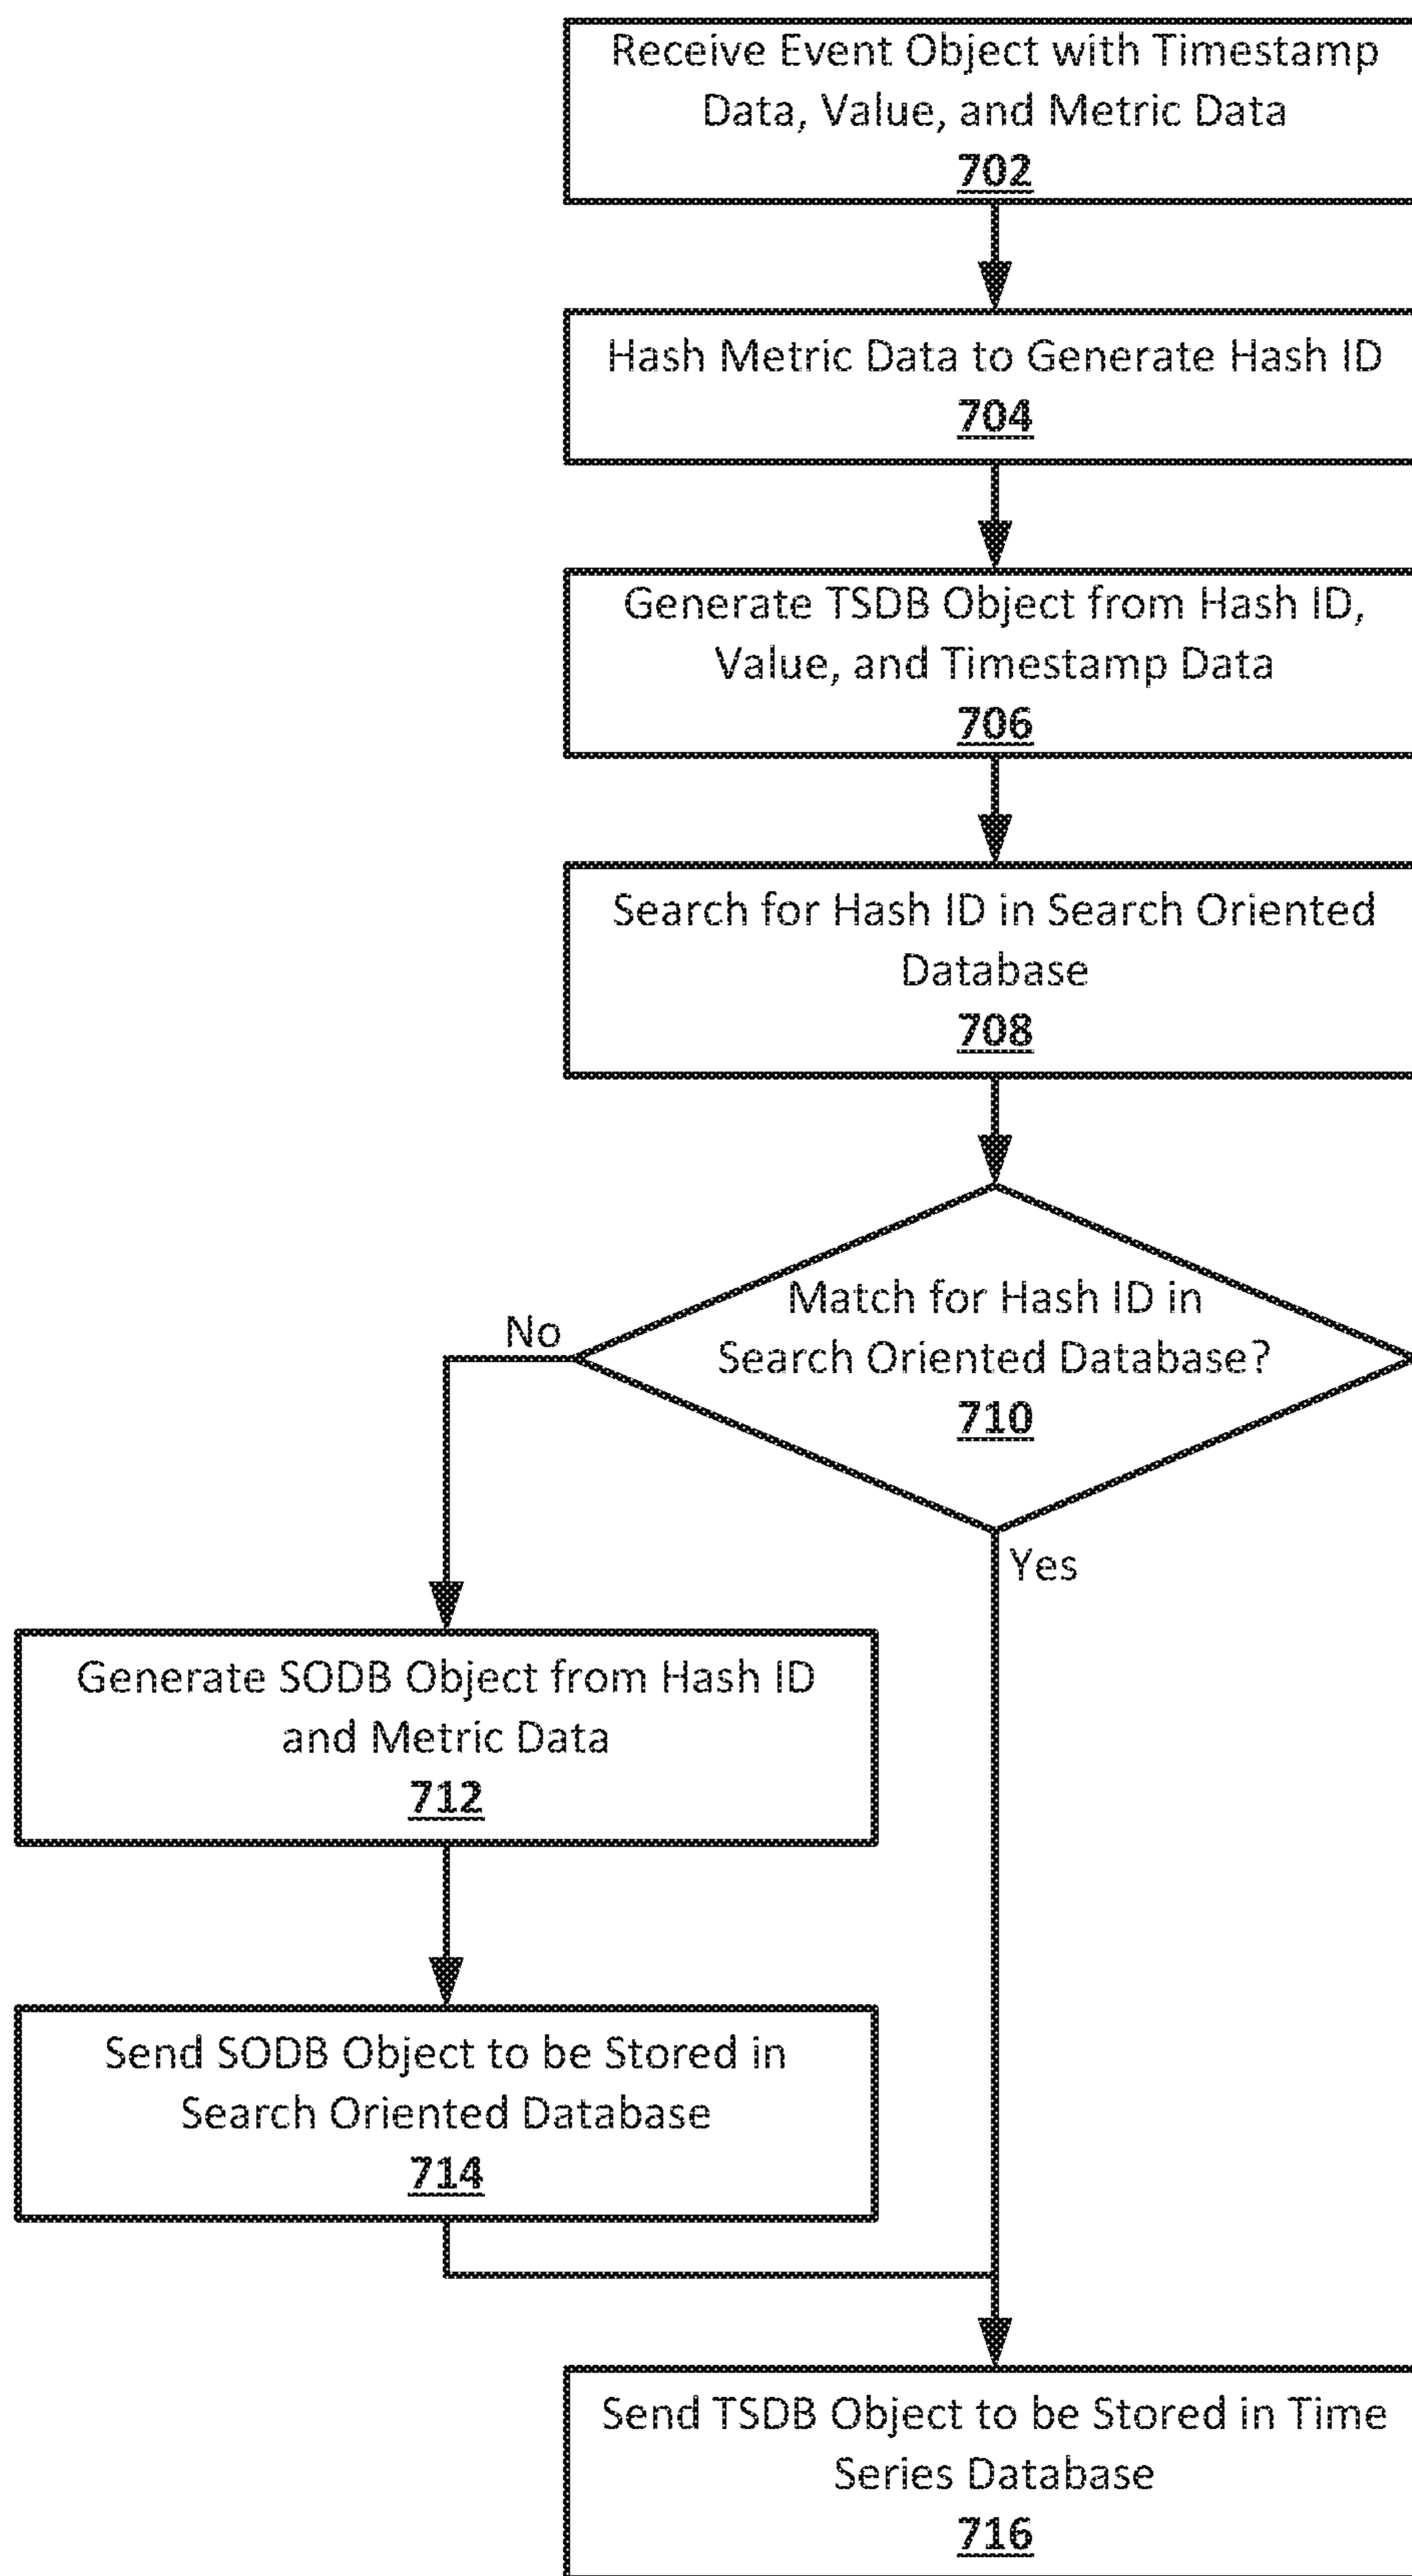 Receive Event Object with Timestamp
Data, Value, and Metric Data
702
Hash Metric Data to Generate Hash ID
704
Generate TSDB Object from Hash ID,
Value, and Timestamp Data
706
Search for Hash ID in Search Oriented
Database
708
Match for Hash ID in
Search Oriented Database?
710
No
Yes
Generate SODB Object from Hash ID
and Metric Data
712
Send SODB Object to be Stored in
Search Oriented Database
714
Send TSDB Object to be Stored in Time
Series Database
716